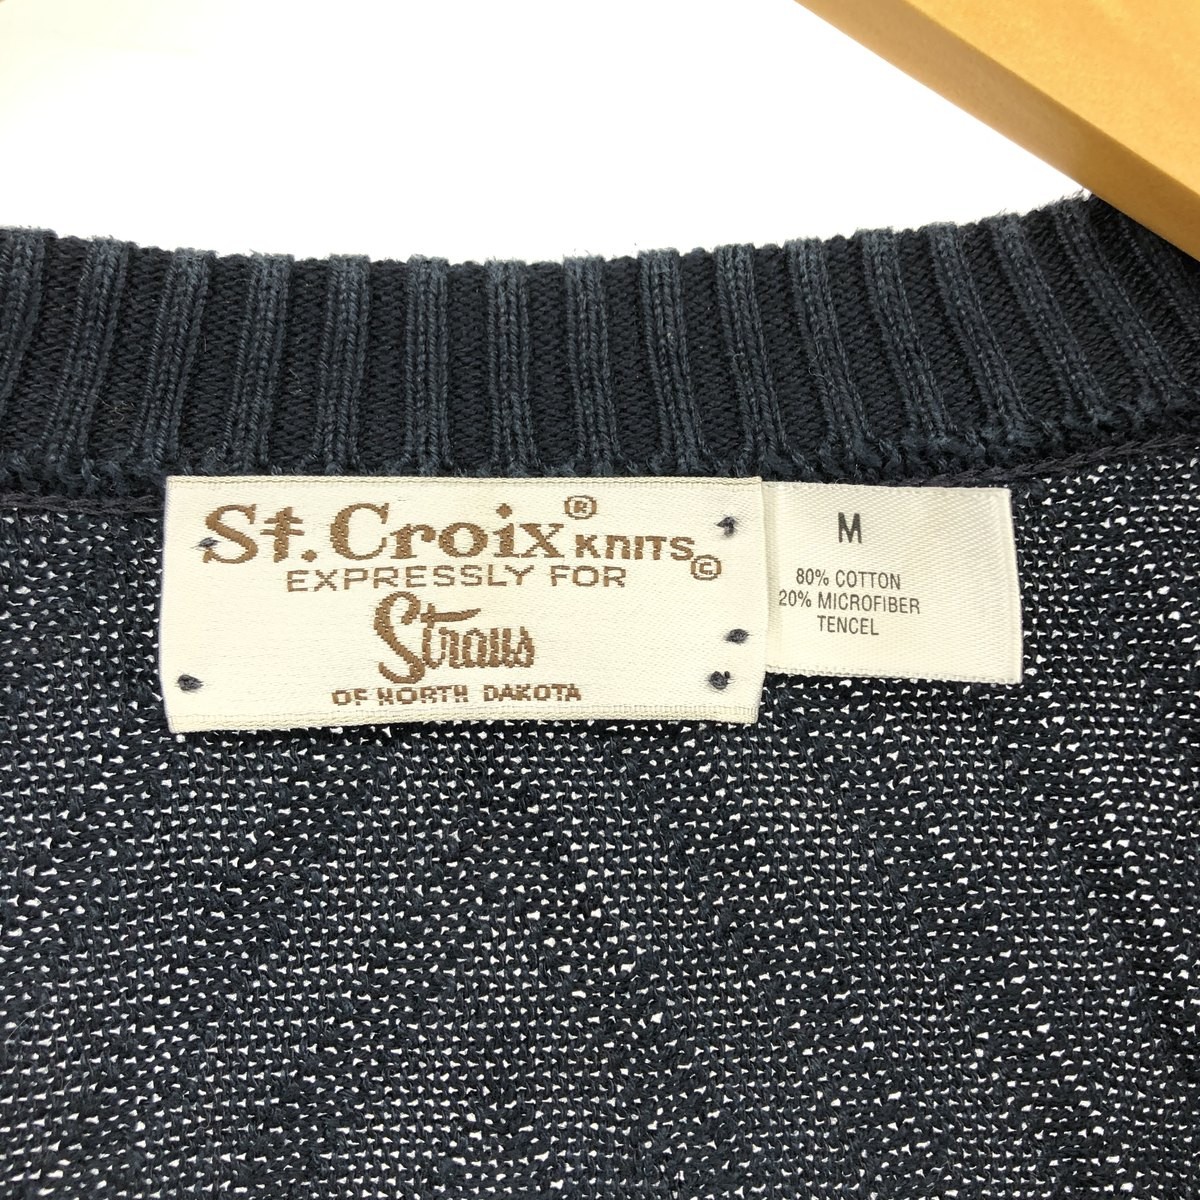 St. Croix® KNITS©
EXPRESSLY FOR
Straus
OF NORTH DAKOTA
M
80% COTTON
20% MICROFIBER
TENCEL